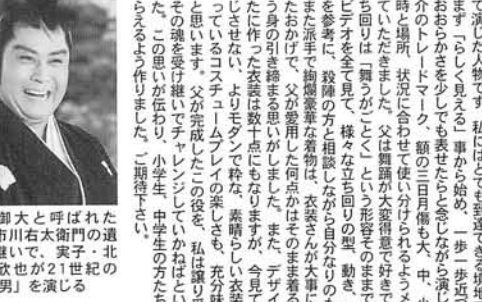 て演じた人物です。私にはとても到達できる境地
まず「らしく見える」事から始め、一歩一歩近
おおらかさを少しでも表せたらと念じながら演じ
介のトレードマーク、額の三日月傷も大、中、小
時と場所、状況に合わせて使い分けられるよう
ていただきました。父は舞踊が大変得意で好きで
ち回りは「舞うがごとく」という形容そのままで
ビデオを全て見て、様々な立ち回りの型、動き、
を参考に、殺陣の方と相談しながら自分なりのも
また派手で絢爛豪華な着物は、衣装さんが大事に
たおかげで、父が愛用した何点かはそのまま着る
う身の引き締まる思いがしました。また、デザイ
たに作った衣装は数十点にもなりますが、今見て
じさせない、よりモダンで粋な、素晴らしい衣装
っているコスチュームプレイの楽しさも、充分味
と思います。父が完成したこの役を、私は譲り受
その魂を受け継いでチャレンジしていかねばとい
た。この思いが伝わり、小学生、中学生の方たち
らえるよう作りました。ご期待下さい。
御大と呼ばれた
市川右太衛門の遺
継いで、実子・北
欣也が21世紀の
男」を演じる